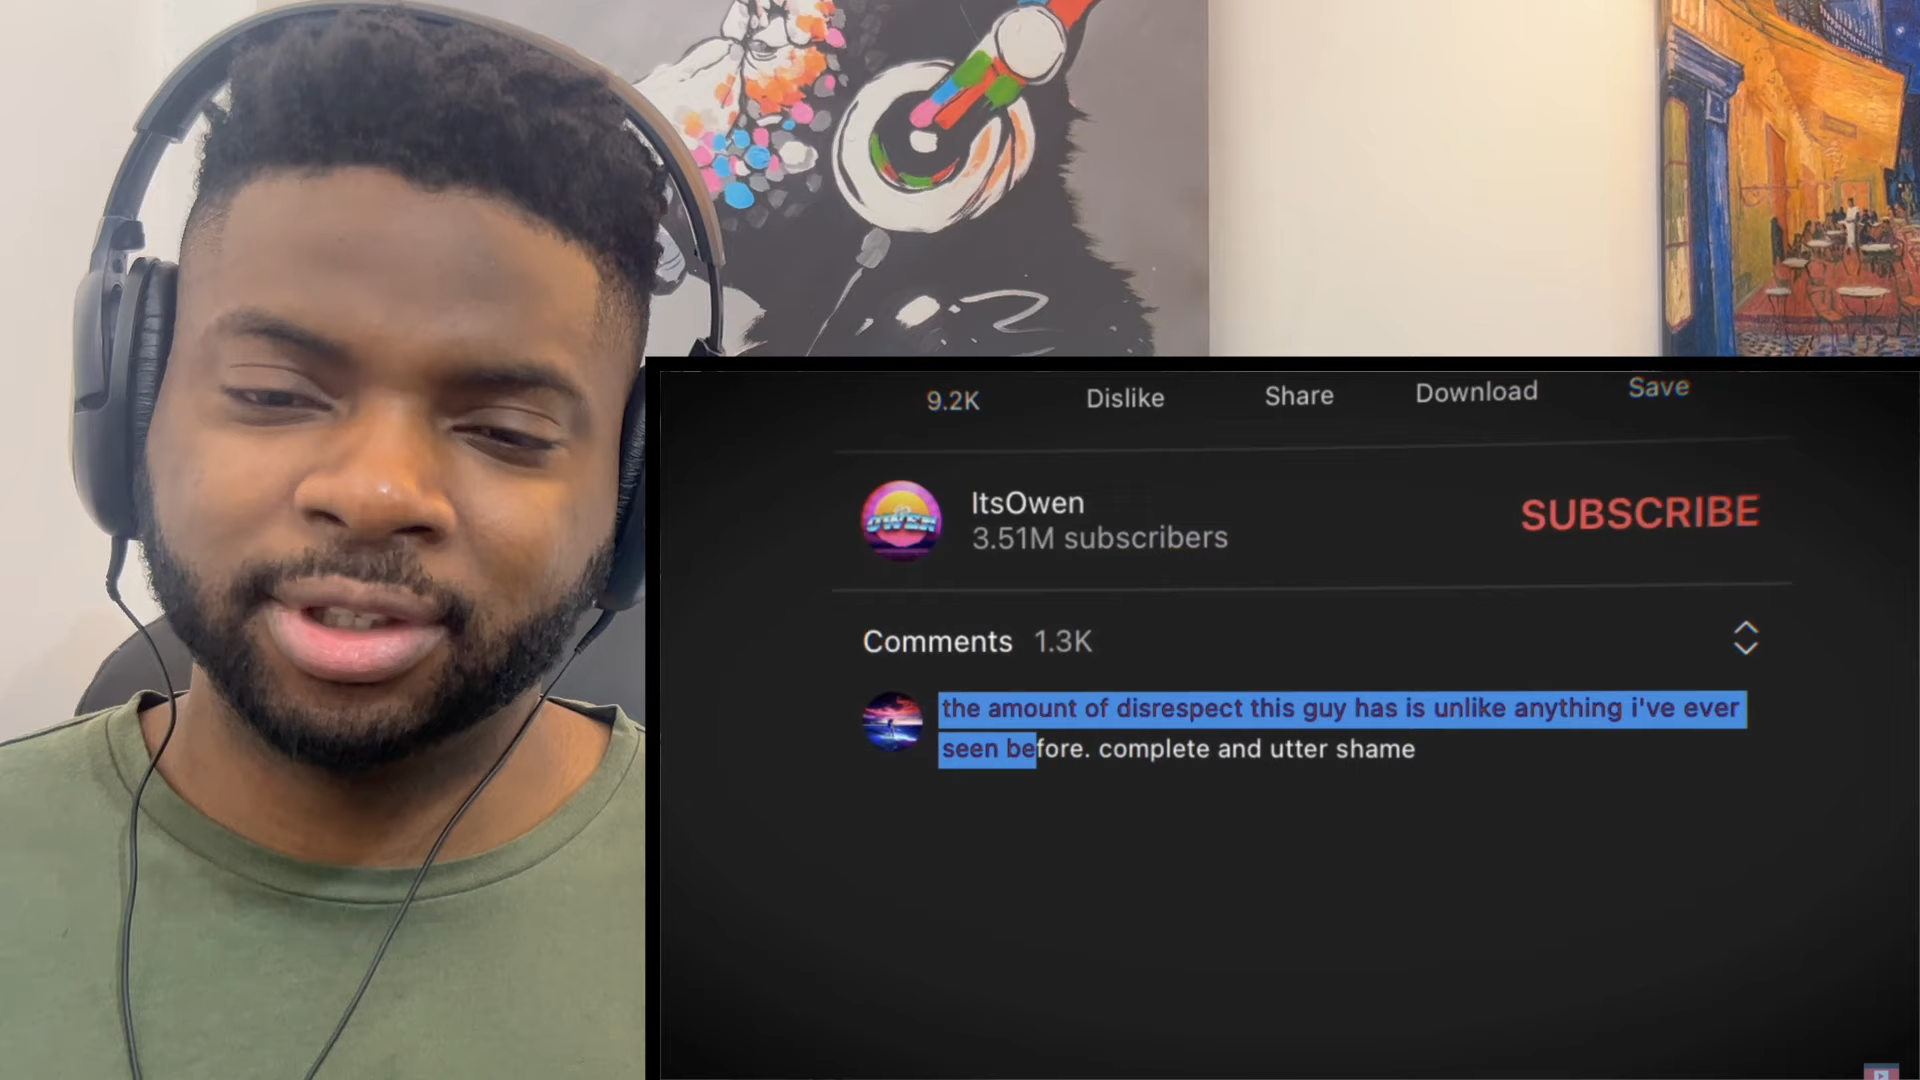 9.2K Dislike Share Download Save
ItsOwen
3.51M subscribers
SUBSCRIBE
Comments 1.3K
the amount of disrespect this guy has is unlike anything i've ever
seen before. complete and utter shame
OWEN